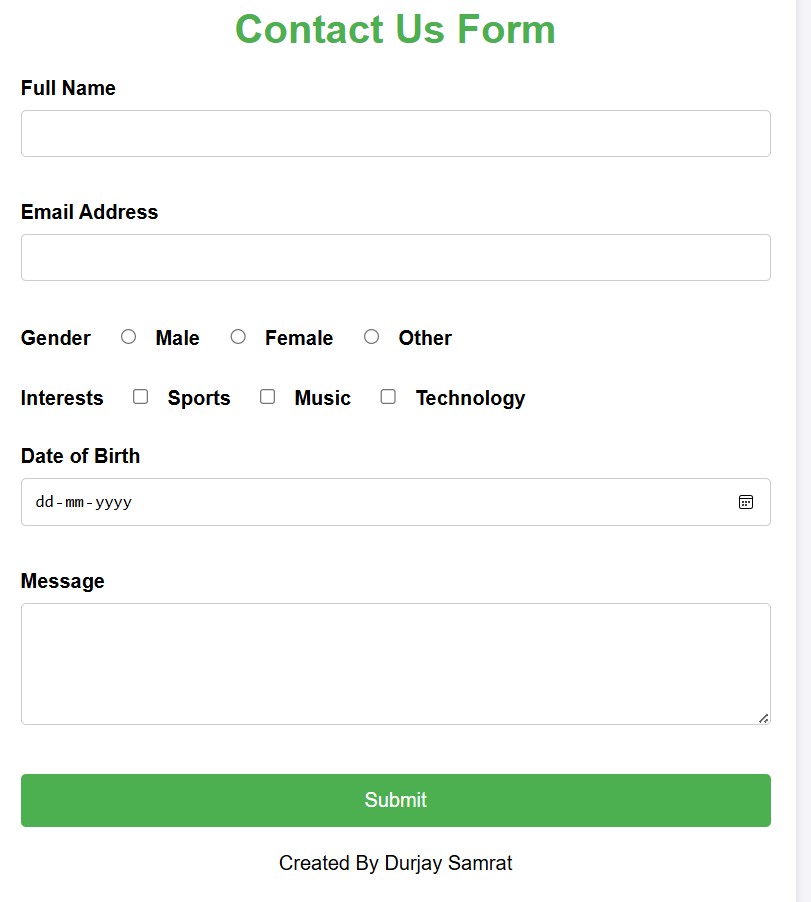 Contact Us Form
Full Name
Email Address
Gender Male Female Other
Interests Sports Music Technology
Date of Birth
dd-mm-yyyy
Message
Submit
Created By Durjay Samrat